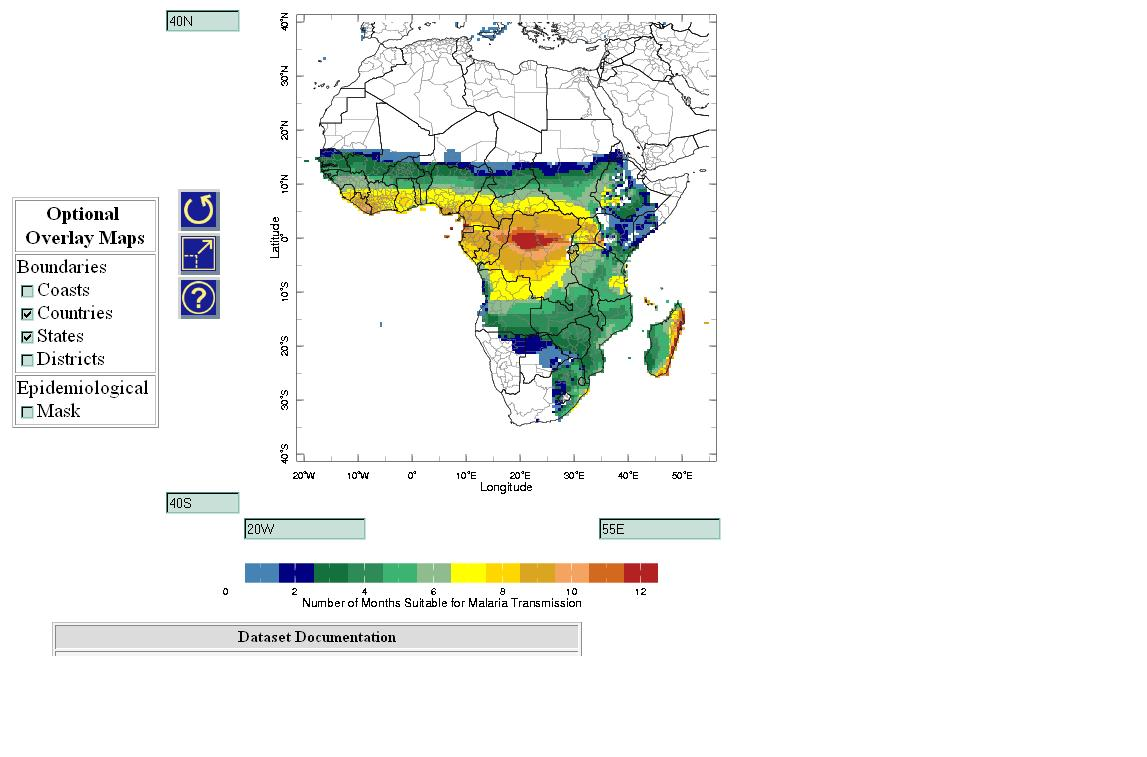 40N
40°N
30°N
20°N
10°N
0°
10°S
20°S
30°S
40°S
Latitude
20°W 10°W 0° 10°E 20°E 30°E 40°E 50°E
Longitude
Optional
Overlay Maps
Boundaries
Coasts
Countries
States
Districts
Epidemiological
Mask
?
40S
20W 55E
0 2 4 6 8 10 12
Number of Months Suitable for Malaria Transmission
Dataset Documentation